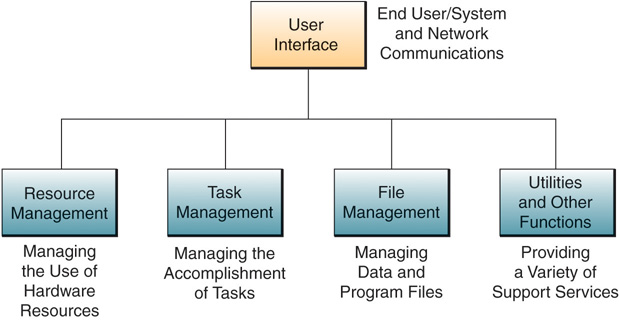 User
Interface
End User/System
and Network
Communications
Resource
Management
Managing
the Use of
Hardware
Resources
Task
Management
Managing the
Accomplishment
of Tasks
File
Management
Managing
Data and
Program Files
Utilities
and Other
Functions
Providing
a Variety of
Support Services